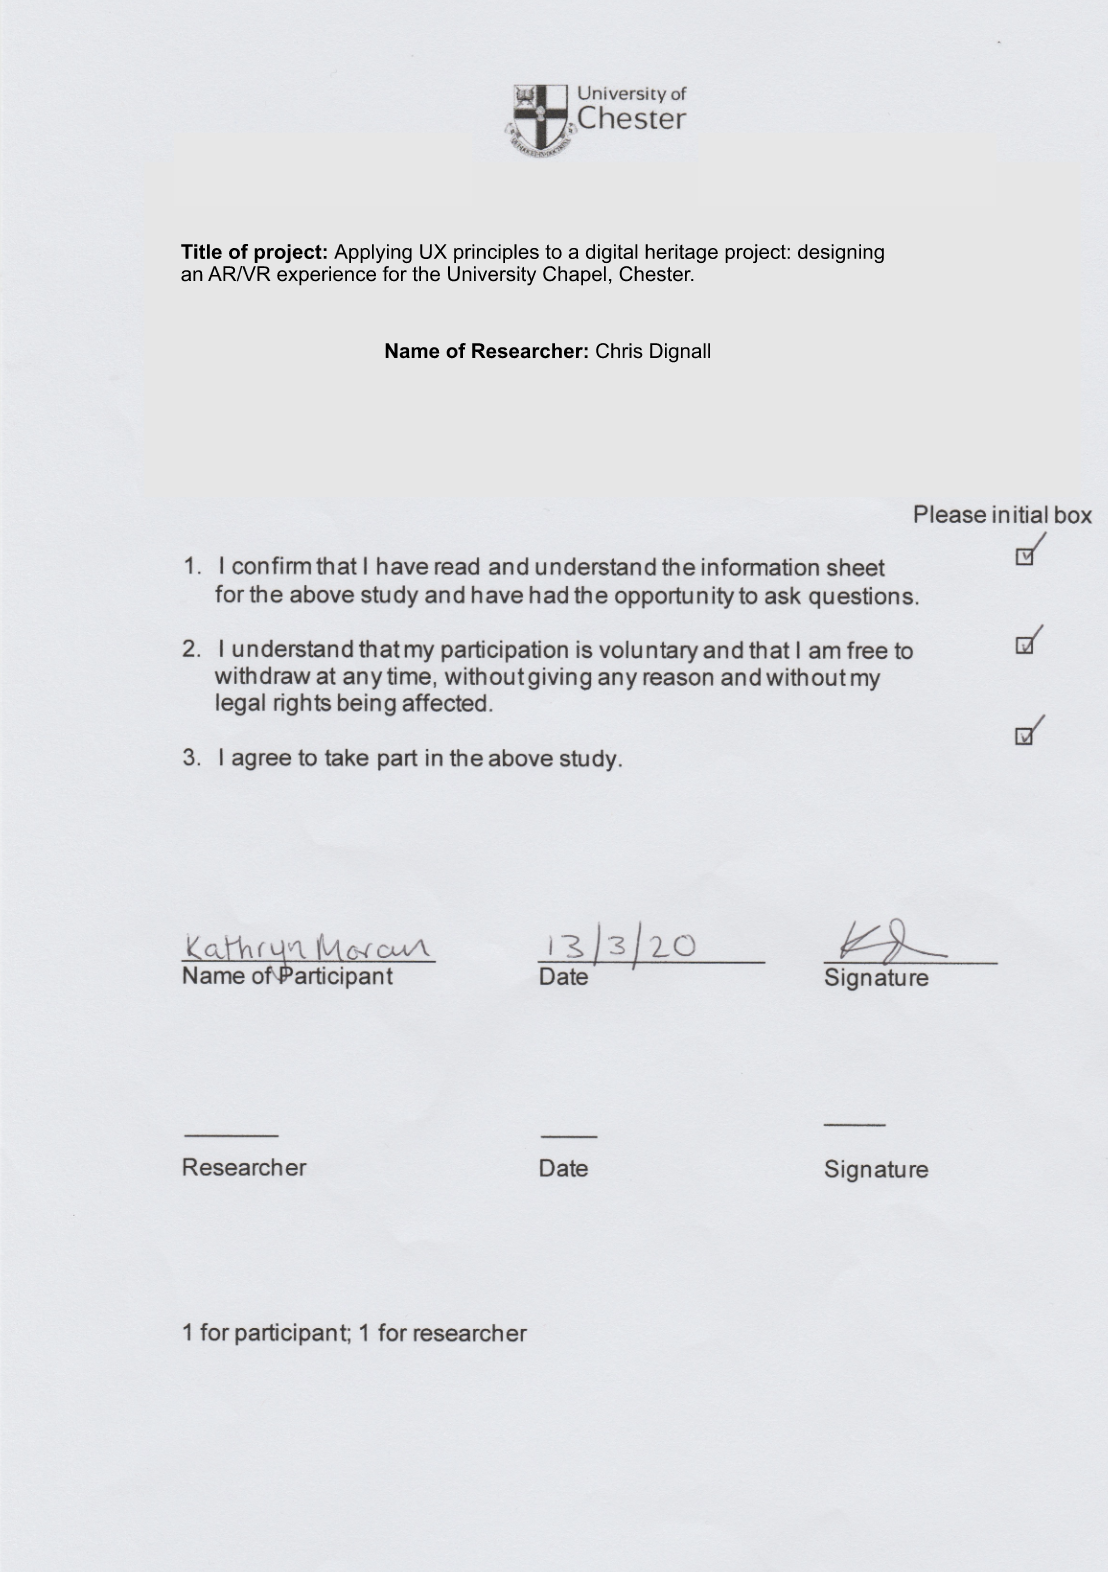 University of
Chester
Title of project: Applying UX principles to a digital heritage project: designing
an AR/VR experience for the University Chapel, Chester.
Name of Researcher: Chris Dignall
Please initial box
1. I confirm that I have read and understand the information sheet
for the above study and have had the opportunity to ask questions.
2. I understand that my participation is voluntary and that I am free to
withdraw at any time, without giving any reason and without my
legal rights being affected.
3. I agree to take part in the above study.
Kathryn Moran 13/3/20
Name of Participant Date Signature
Researcher Date Signature
1 for participant; 1 for researcher